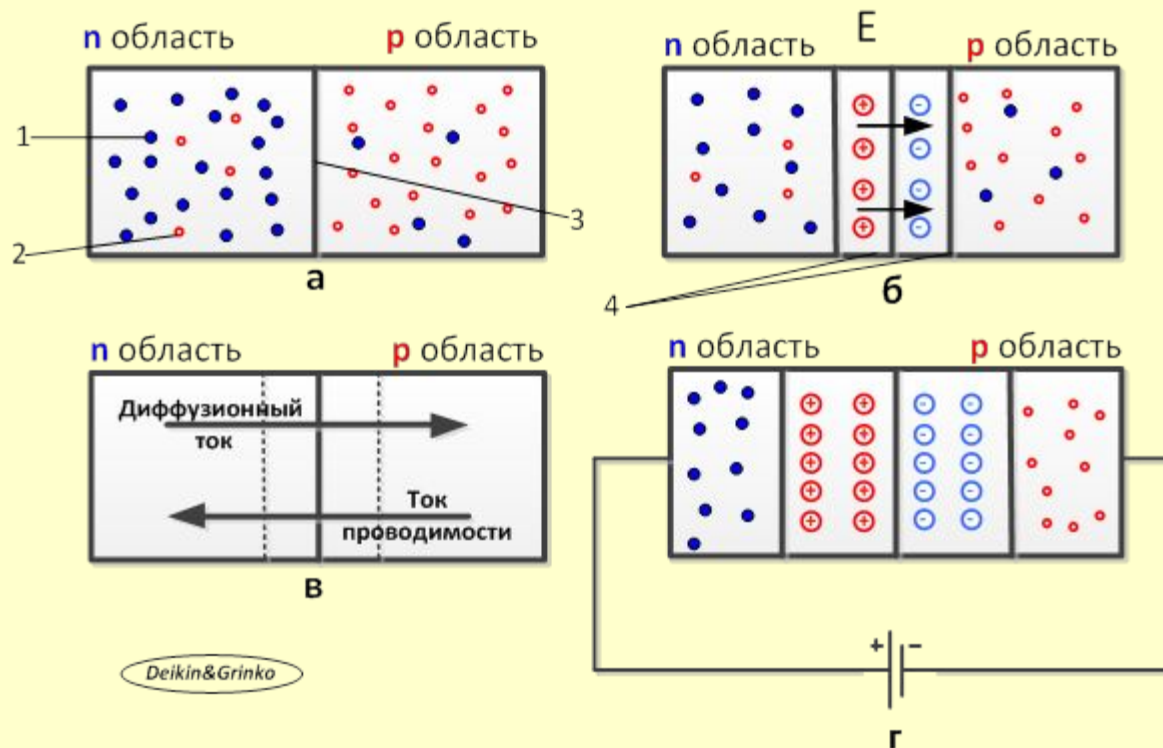 n область p область
1
2
3
а
E
n область p область
4
б
n область p область
Диффузионный
ток
Ток
проводимости
в
n область p область
+ −
г
Deikin&Grinko